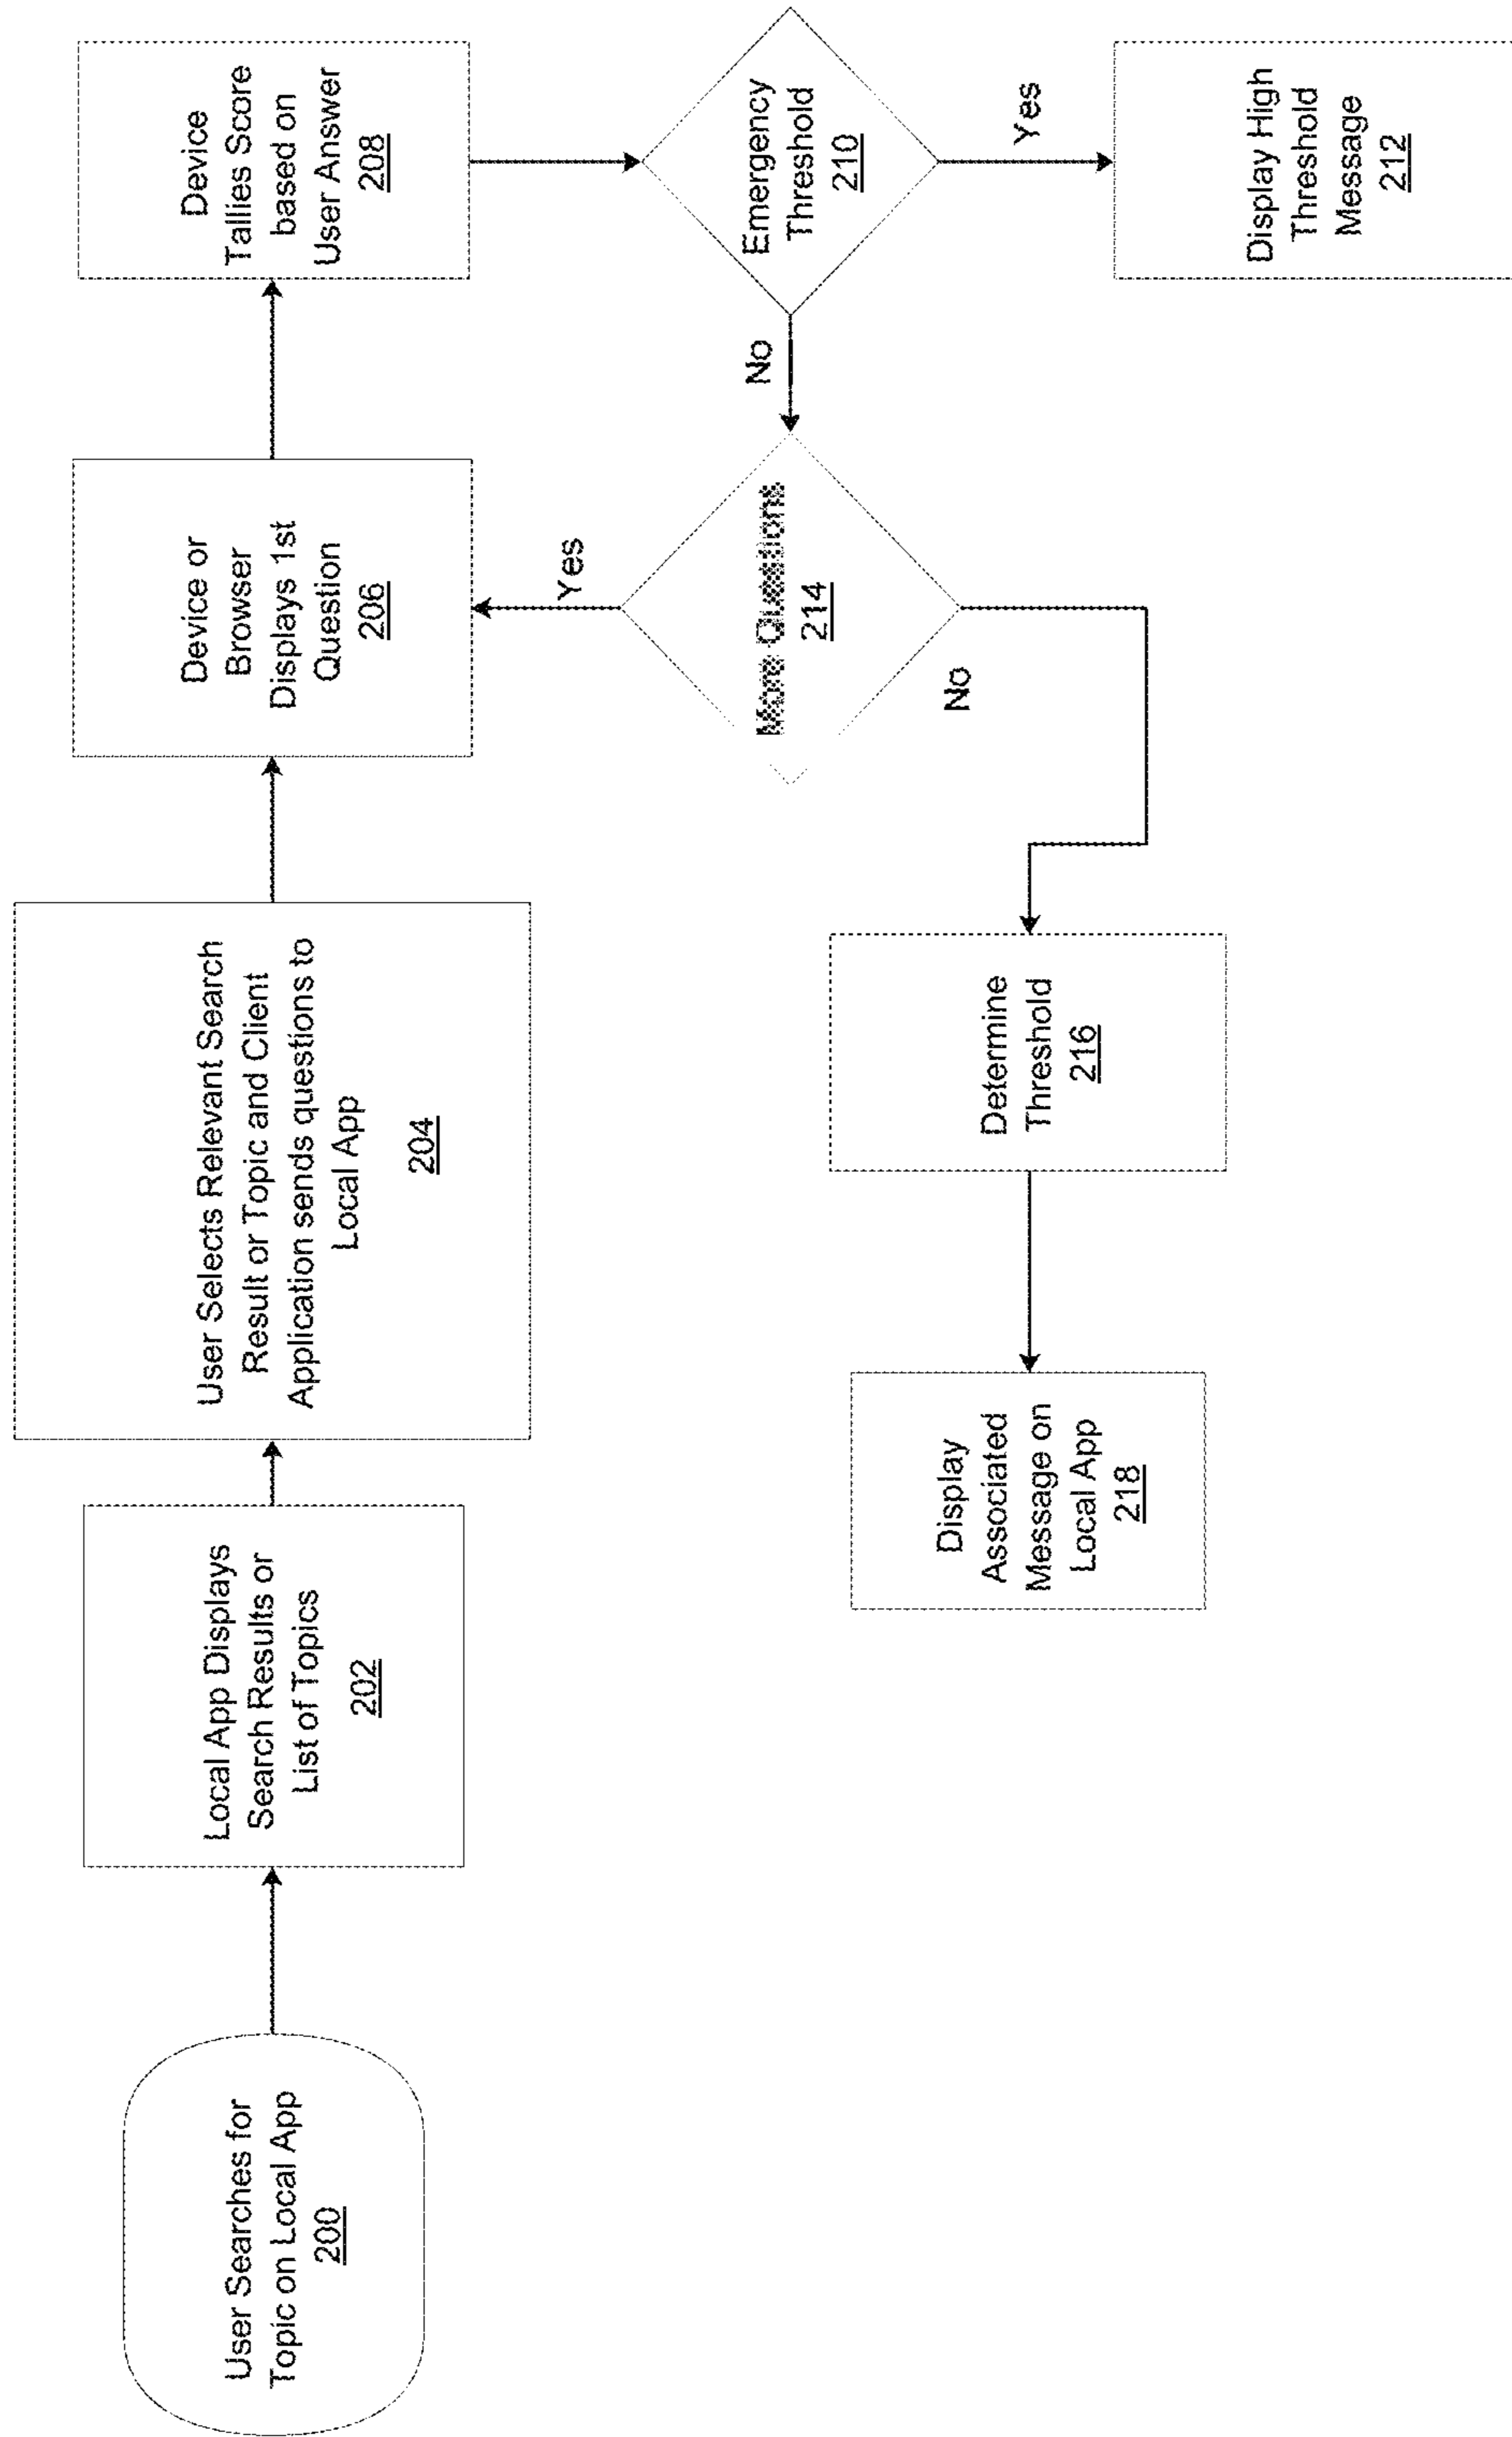 User Searches for
Topic on Local App
200
Local App Displays
Search Results or
List of Topics
202
User Selects Relevant Search
Result or Topic and Client
Application sends questions to
Local App
204
Device or
Browser
Displays 1st
Question
206
Device
Tallies Score
based on
User Answer
208
Emergency
Threshold
210
Yes
Display High
Threshold
Message
212
No
More Questions
214
Yes
No
Determine
Threshold
216
Display
Associated
Message on
Local App
218